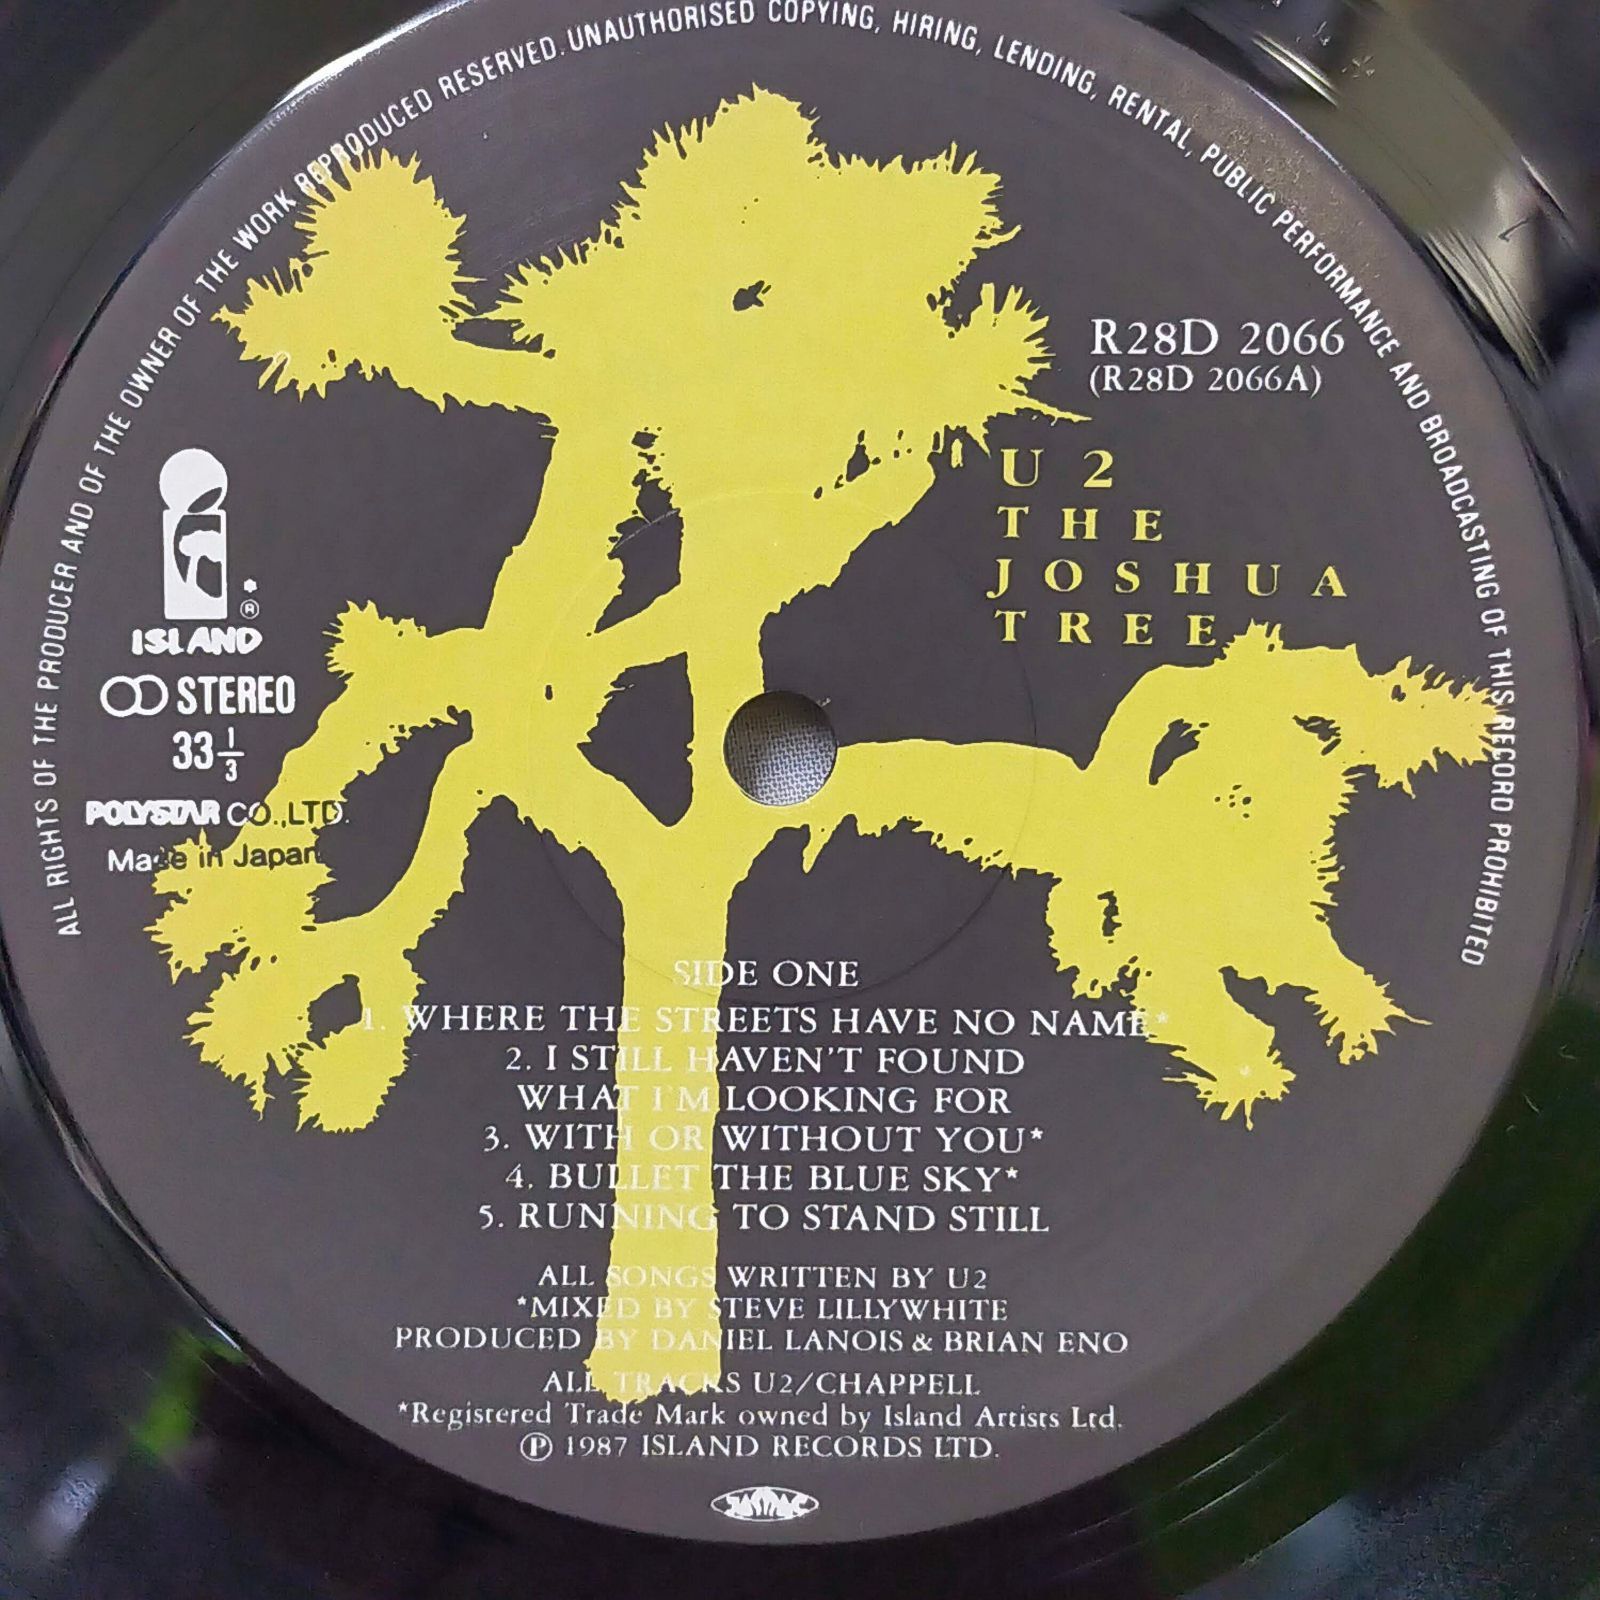 ALL RIGHTS OF THE PRODUCER AND OF THE OWNER OF THE WORK REPRODUCED RESERVED. UNAUTHORISED COPYING, HIRING, LENDING, RENTAL, PUBLIC PERFORMANCE AND BROADCASTING OF THIS RECORD PROHIBITED
R28D 2066
(R28D 2066A)
U 2
THE
JOSHUA
TREE
*
®
ISLAND
STEREO
33 1/3
POLYSTAR CO.,LTD.
Made in Japan
SIDE ONE
1. WHERE THE STREETS HAVE NO NAME*
2. I STILL HAVEN'T FOUND
WHAT I'M LOOKING FOR
3. WITH OR WITHOUT YOU*
4. BULLET THE BLUE SKY*
5. RUNNING TO STAND STILL
ALL SONGS WRITTEN BY U2
*MIXED BY STEVE LILLYWHITE
PRODUCED BY DANIEL LANOIS & BRIAN ENO
ALL TRACKS U2/CHAPPELL
*Registered Trade Mark owned by Island Artists Ltd.
Ⓟ 1987 ISLAND RECORDS LTD.
JASRAC